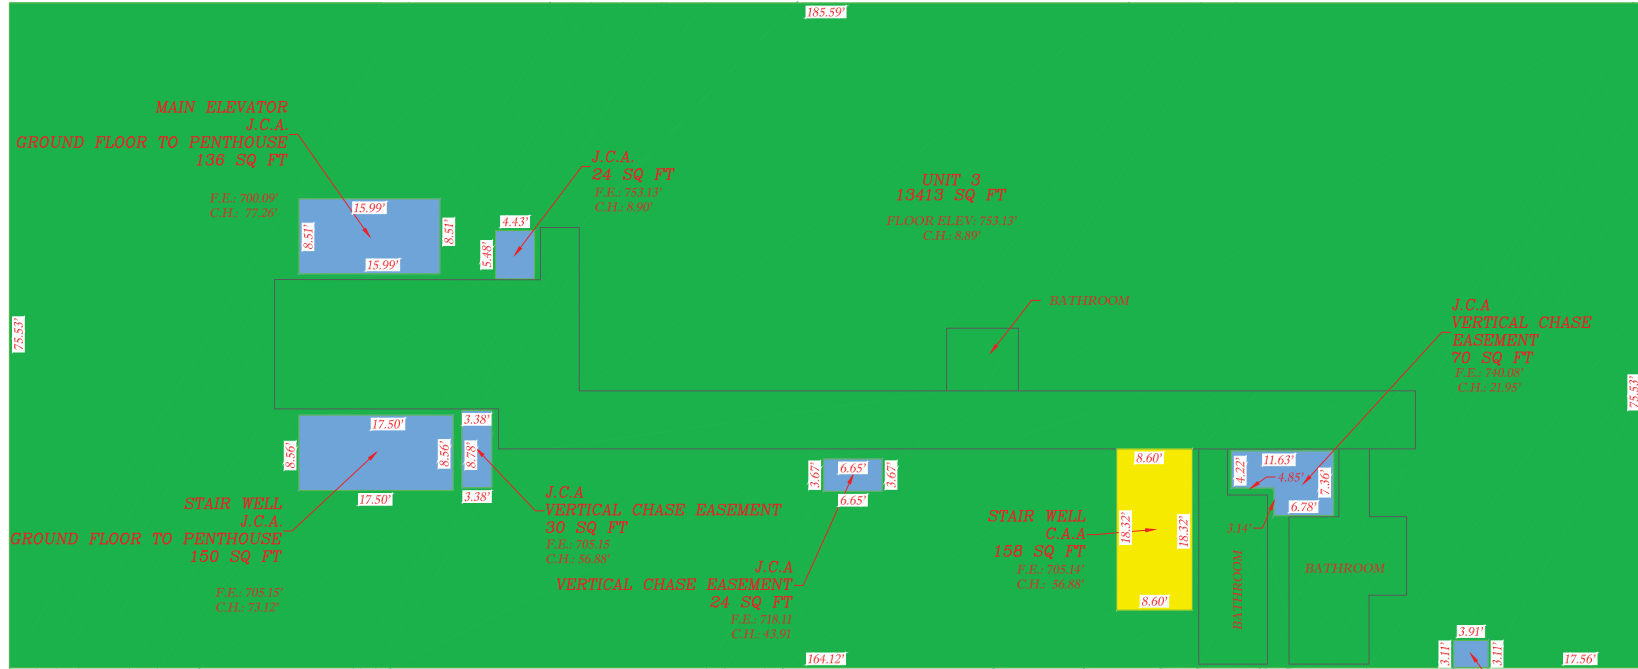 185.59'
MAIN ELEVATOR
J.C.A.
GROUND FLOOR TO PENTHOUSE
136 SQ FT
F.E.: 700.09'
C.H.: 77.26'
15.99'
8.51'
8.51'
15.99'
J.C.A.
24 SQ FT
F.E.: 753.13'
C.H.: 8.90'
4.43'
5.48'
UNIT 3
13413 SQ FT
FLOOR ELEV.: 753.13'
C.H.: 8.89'
BATHROOM
J.C.A
VERTICAL CHASE
EASEMENT
70 SQ FT
F.E.: 740.08'
C.H.: 21.95'
75.53'
75.53'
17.50'
8.56'
8.56'
17.50'
3.38'
8.78'
3.38'
STAIR WELL
J.C.A.
GROUND FLOOR TO PENTHOUSE
150 SQ FT
F.E.: 705.15'
C.H.: 73.12'
J.C.A
VERTICAL CHASE EASEMENT
30 SQ FT
F.E.: 705.15
C.H.: 56.88'
3.67'
6.65'
3.67'
6.65'
J.C.A
VERTICAL CHASE EASEMENT
24 SQ FT
F.E.: 718.11
C.H.: 43.91
STAIR WELL
C.A.A
158 SQ FT
F.E.: 705.14'
C.H.: 56.88'
8.60'
18.32'
18.32'
8.60'
4.22'
11.63'
4.85'
7.36'
6.78'
3.14'
BATHROOM
BATHROOM
3.91'
3.11'
3.11'
164.12'
17.56'